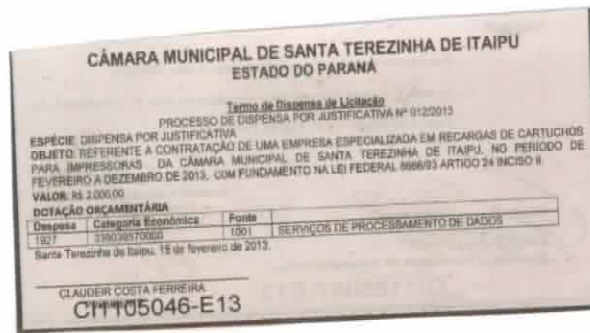 CÂMARA MUNICIPAL DE SANTA TEREZINHA DE ITAIPU
ESTADO DO PARANÁ
Termo de Dispensa de Licitação
PROCESSO DE DISPENSA POR JUSTIFICATIVA Nº 012/2013
ESPÉCIE: DISPENSA POR JUSTIFICATIVA
OBJETO: REFERENTE A CONTRATAÇÃO DE UMA EMPRESA ESPECIALIZADA EM RECARGAS DE CARTUCHOS
PARA IMPRESSORAS DA CÂMARA MUNICIPAL DE SANTA TEREZINHA DE ITAIPU, NO PERÍODO DE
FEVEREIRO A DEZEMBRO DE 2013, COM FUNDAMENTO NA LEI FEDERAL 8666/93 ARTIGO 24 INCISO II.
VALOR: R$ 2.006,00
DOTAÇÃO ORÇAMENTÁRIA
Despesa Categoria Econômica Fonte
1927 339039570000 1001 SERVIÇOS DE PROCESSAMENTO DE DADOS
Santa Terezinha de Itaipu, 15 de fevereiro de 2013.
CLAUDEIR COSTA FERREIRA
CI1105046-E13